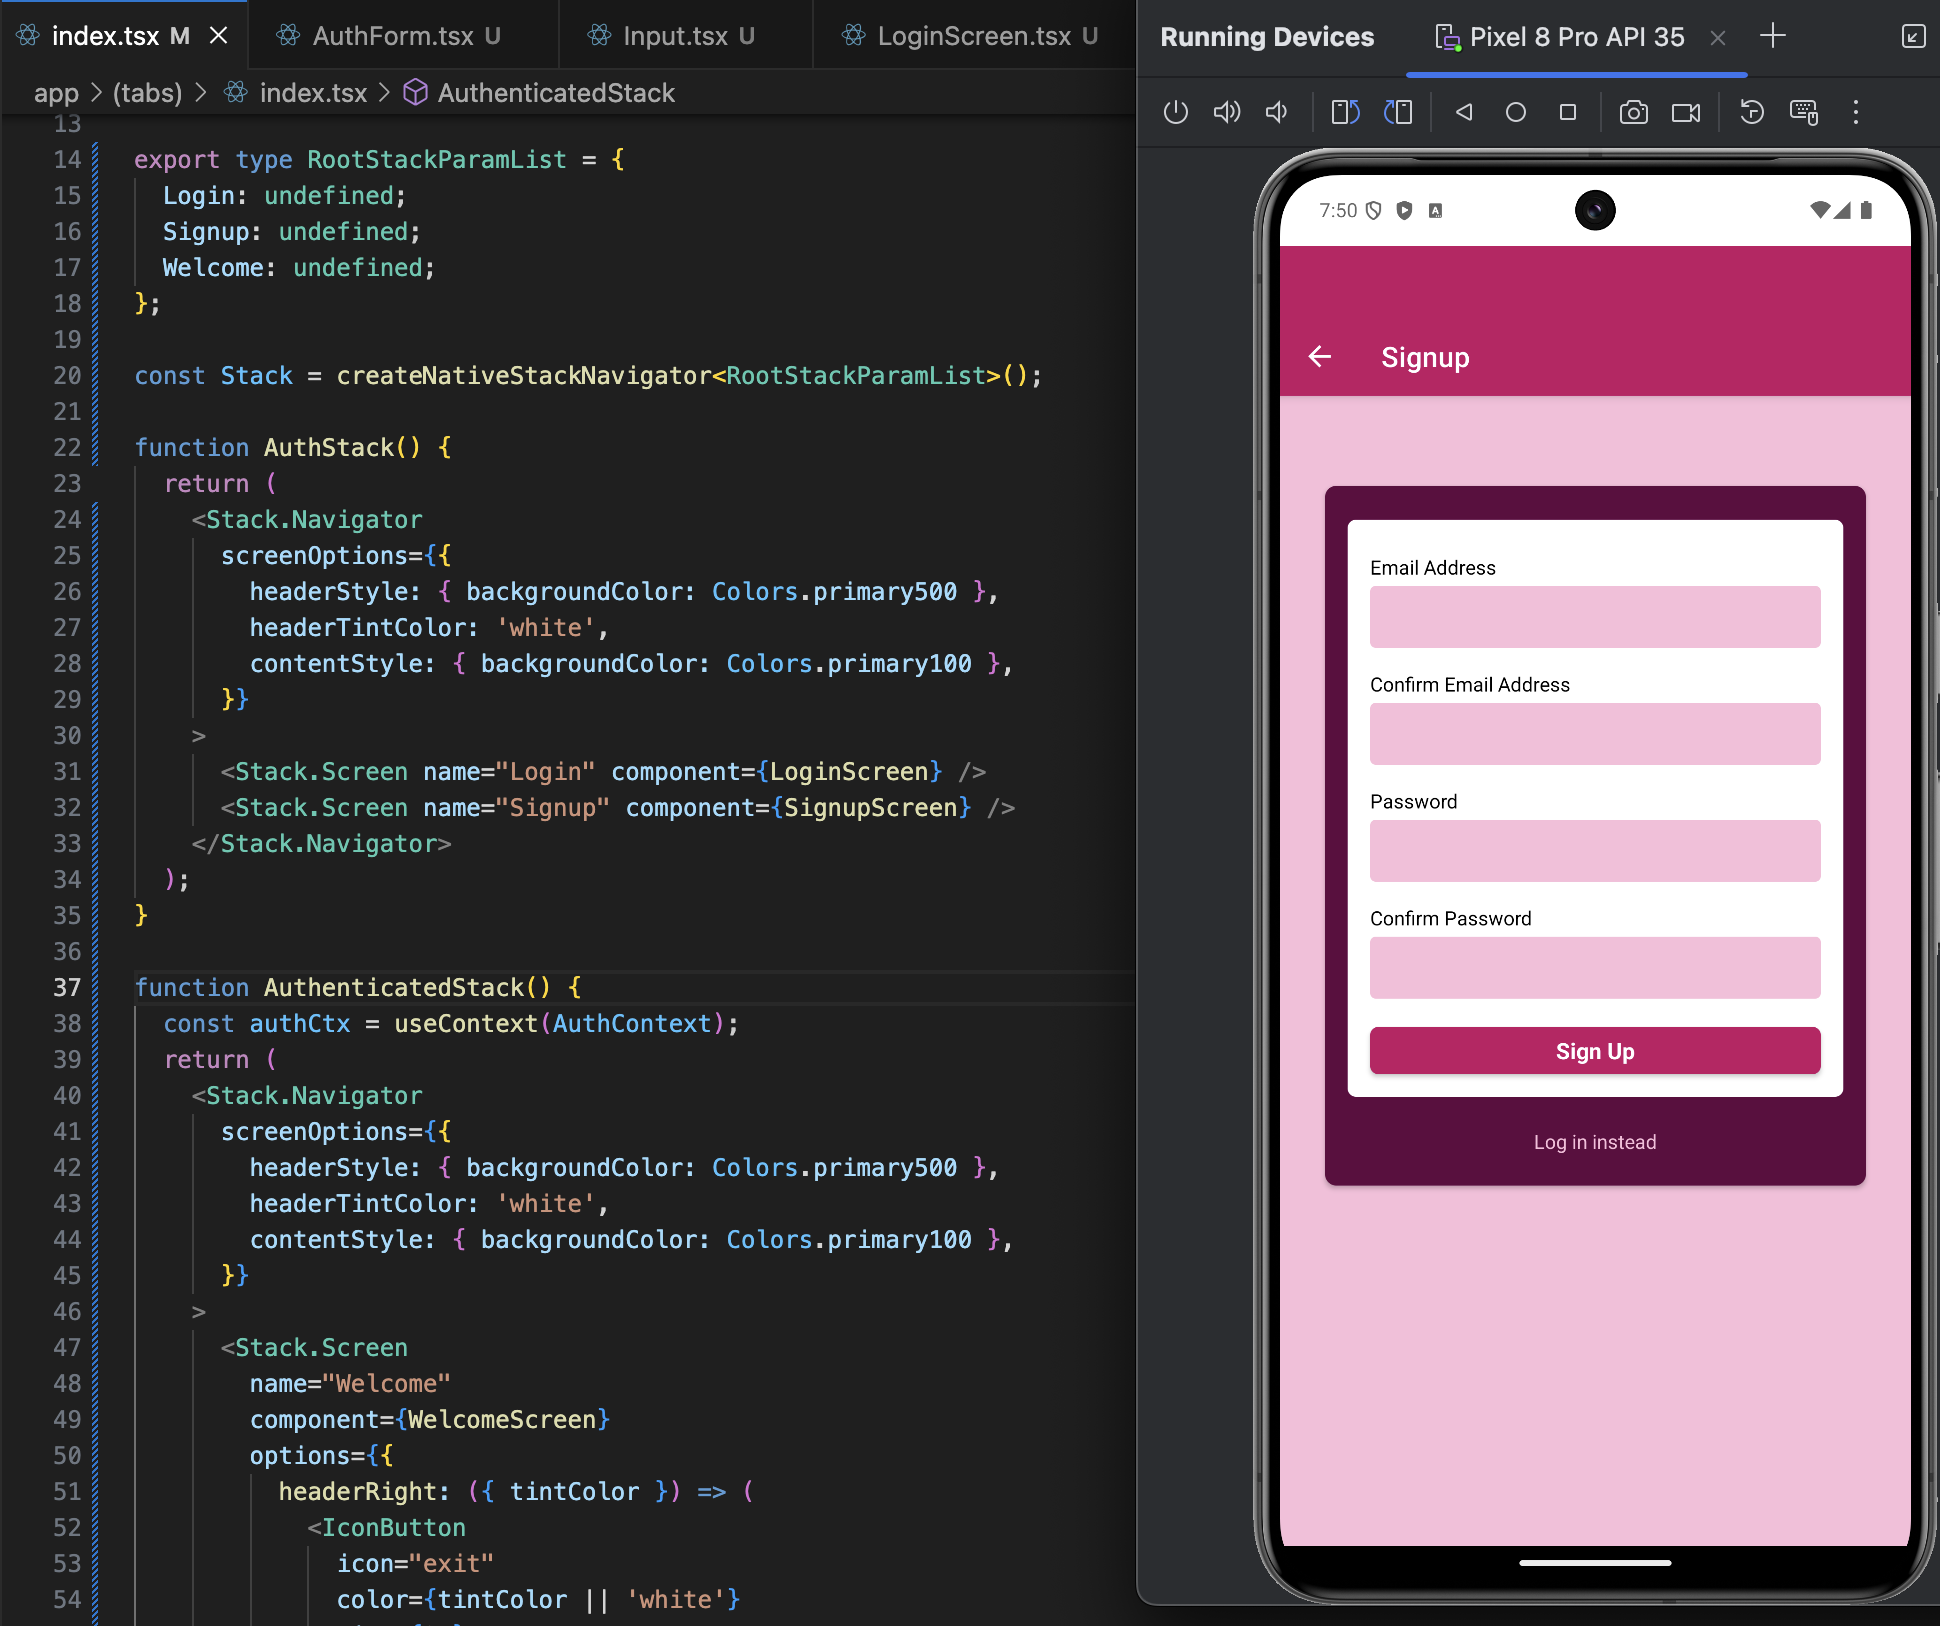 index.tsx M
AuthForm.tsx U
Input.tsx U
LoginScreen.tsx U
app > (tabs) > index.tsx > AuthenticatedStack
13
14 export type RootStackParamList = {
15 Login: undefined;
16 Signup: undefined;
17 Welcome: undefined;
18 };
19
20 const Stack = createNativeStackNavigator<RootStackParamList>();
21
22 function AuthStack() {
23 return (
24 <Stack.Navigator
25 screenOptions={{
26 headerStyle: { backgroundColor: Colors.primary500 },
27 headerTintColor: 'white',
28 contentStyle: { backgroundColor: Colors.primary100 },
29 }}
30 >
31 <Stack.Screen name="Login" component={LoginScreen} />
32 <Stack.Screen name="Signup" component={SignupScreen} />
33 </Stack.Navigator>
34 );
35 }
36
37 function AuthenticatedStack() {
38 const authCtx = useContext(AuthContext);
39 return (
40 <Stack.Navigator
41 screenOptions={{
42 headerStyle: { backgroundColor: Colors.primary500 },
43 headerTintColor: 'white',
44 contentStyle: { backgroundColor: Colors.primary100 },
45 }}
46 >
47 <Stack.Screen
48 name="Welcome"
49 component={WelcomeScreen}
50 options={{
51 headerRight: ({ tintColor }) => (
52 <IconButton
53 icon="exit"
54 color={tintColor || 'white'}
Running Devices
Pixel 8 Pro API 35
7:50
A
Signup
Email Address
Confirm Email Address
Password
Confirm Password
Sign Up
Log in instead